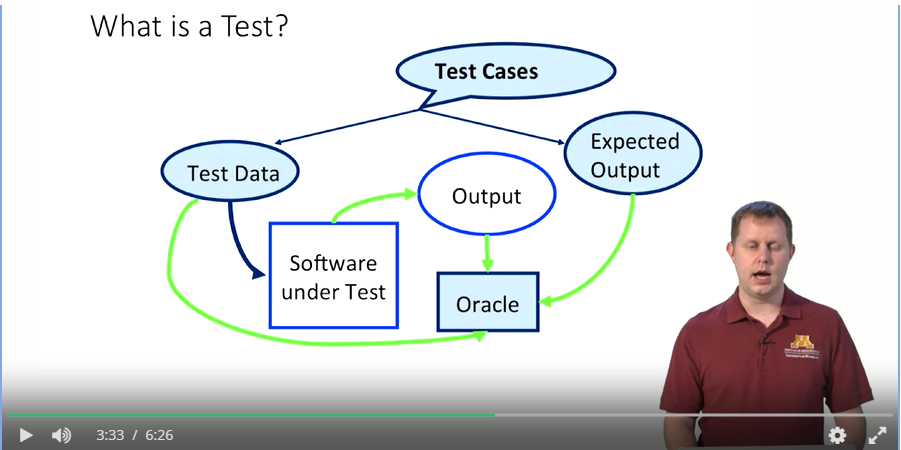 What is a Test?
Test Cases
Expected
Output
Test Data
Output
Software
under Test
Oracle
M
3:33 / 6:26